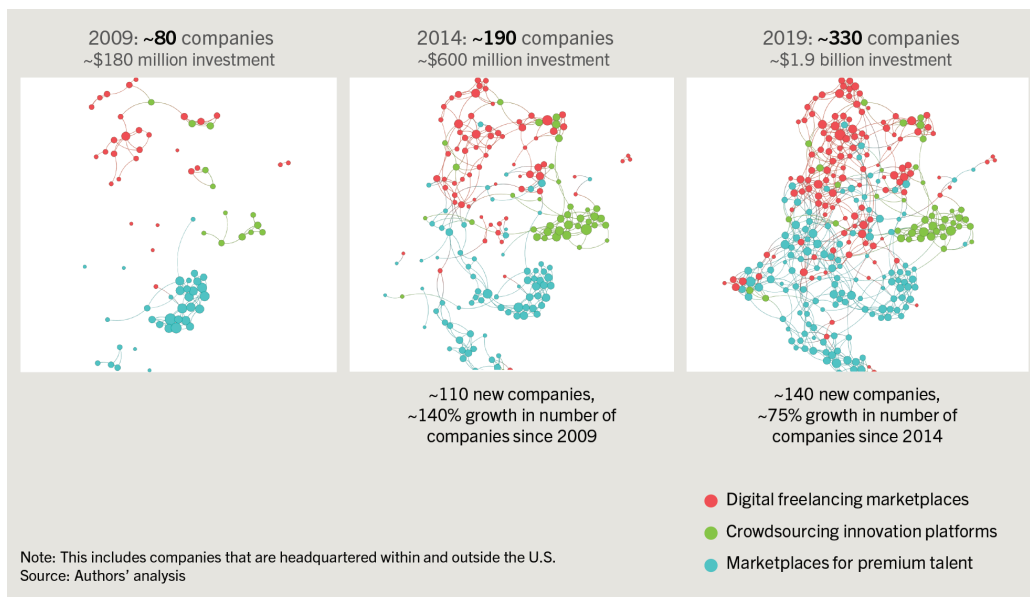 2009: ~80 companies
~$180 million investment
2014: ~190 companies
~$600 million investment
2019: ~330 companies
~$1.9 billion investment
~110 new companies,
~140% growth in number of
companies since 2009
~140 new companies,
~75% growth in number of
companies since 2014
Digital freelancing marketplaces
Crowdsourcing innovation platforms
Marketplaces for premium talent
Note: This includes companies that are headquartered within and outside the U.S.
Source: Authors’ analysis